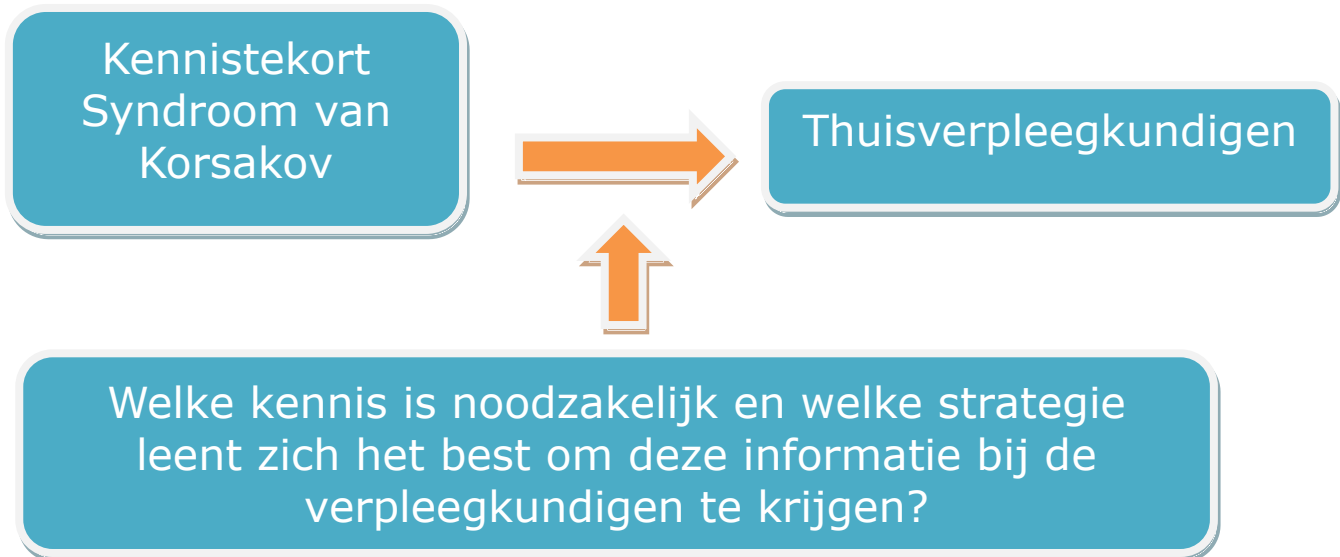 Kennistekort
Syndroom van
Korsakov
Thuisverpleegkundigen
Welke kennis is noodzakelijk en welke strategie
leent zich het best om deze informatie bij de
verpleegkundigen te krijgen?